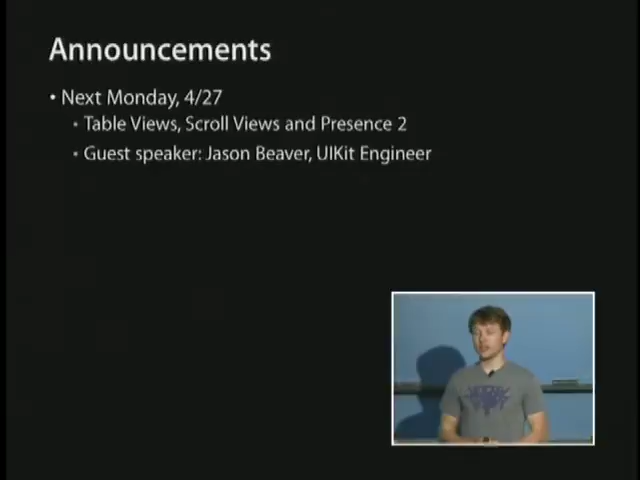 Announcements
• Next Monday, 4/27
• Table Views, Scroll Views and Presence 2
• Guest speaker: Jason Beaver, UIKit Engineer